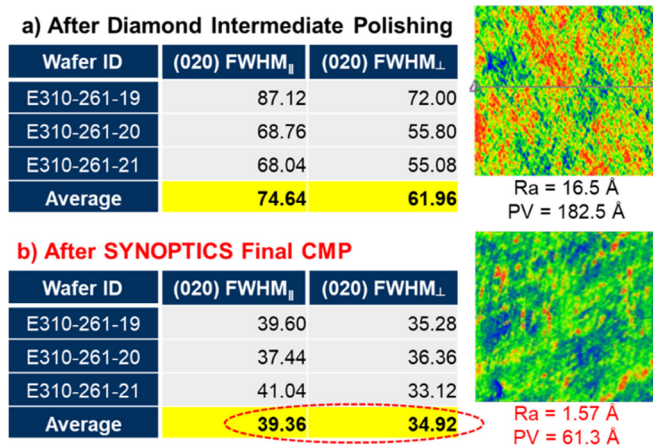 a) After Diamond Intermediate Polishing
Wafer ID (020) FWHM∥ (020) FWHM⊥
E310-261-19 87.12 72.00
E310-261-20 68.76 55.80
E310-261-21 68.04 55.08
Average 74.64 61.96
Ra = 16.5 Å
PV = 182.5 Å
b) After SYNOPTICS Final CMP
Wafer ID (020) FWHM∥ (020) FWHM⊥
E310-261-19 39.60 35.28
E310-261-20 37.44 36.36
E310-261-21 41.04 33.12
Average 39.36 34.92
Ra = 1.57 Å
PV = 61.3 Å